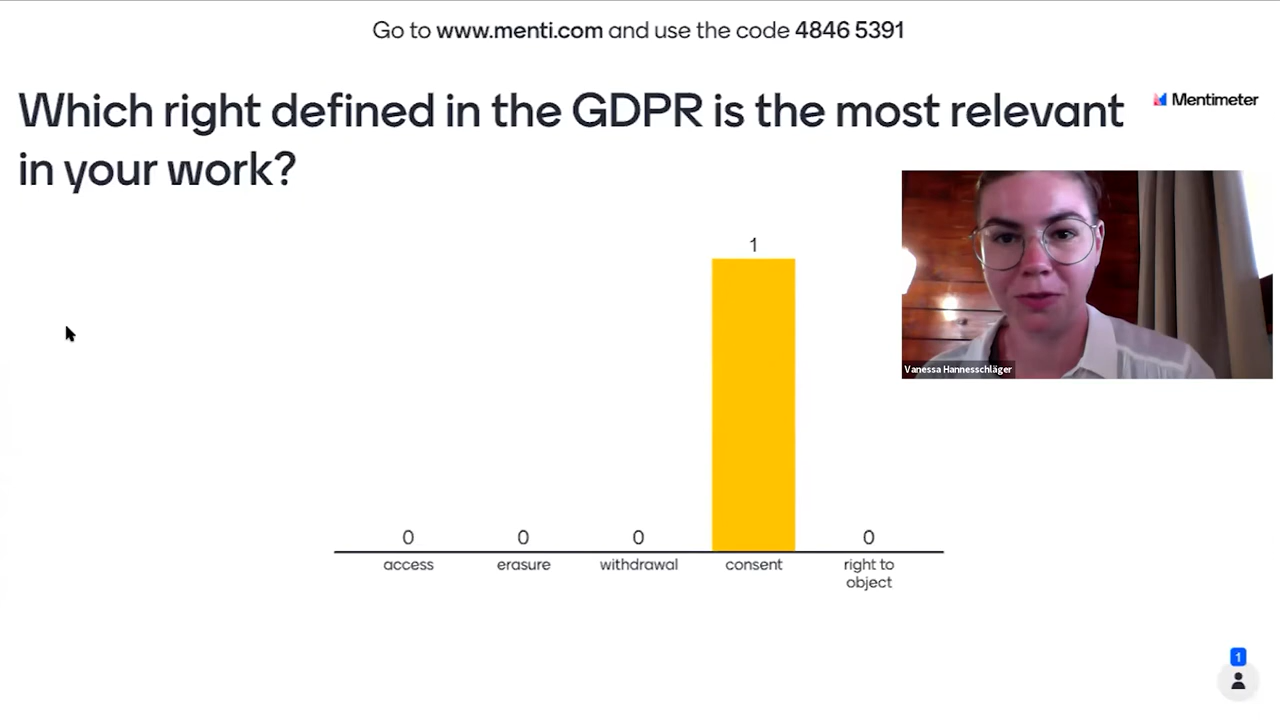 Go to www.menti.com and use the code 4846 5391
Which right defined in the GDPR is the most relevant
in your work?
Mentimeter
Vanessa Hannesschläger
1
0
0
0
0
access
erasure
withdrawal
consent
right to
object
1